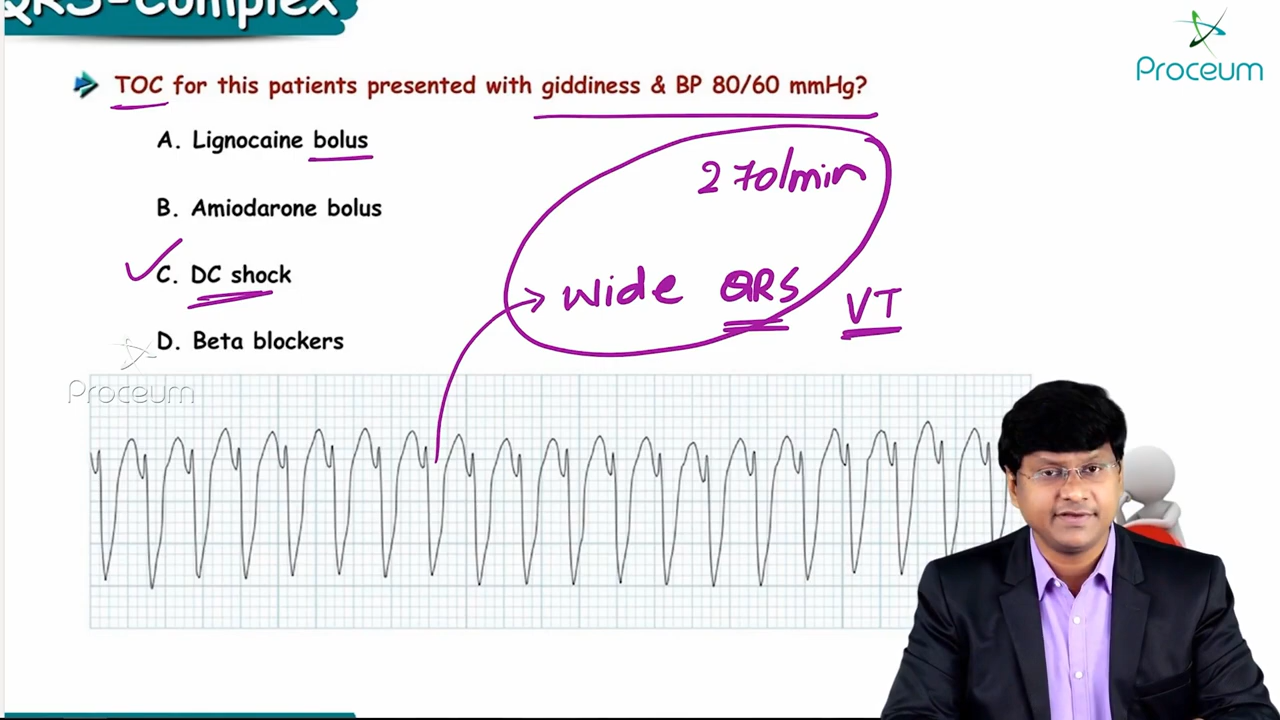 QRS-Complex
Proceum
TOC for this patients presented with giddiness & BP 80/60 mmHg?
A. Lignocaine bolus
270/min
B. Amiodarone bolus
C. DC shock
wide QRS
VT
D. Beta blockers
Proceum